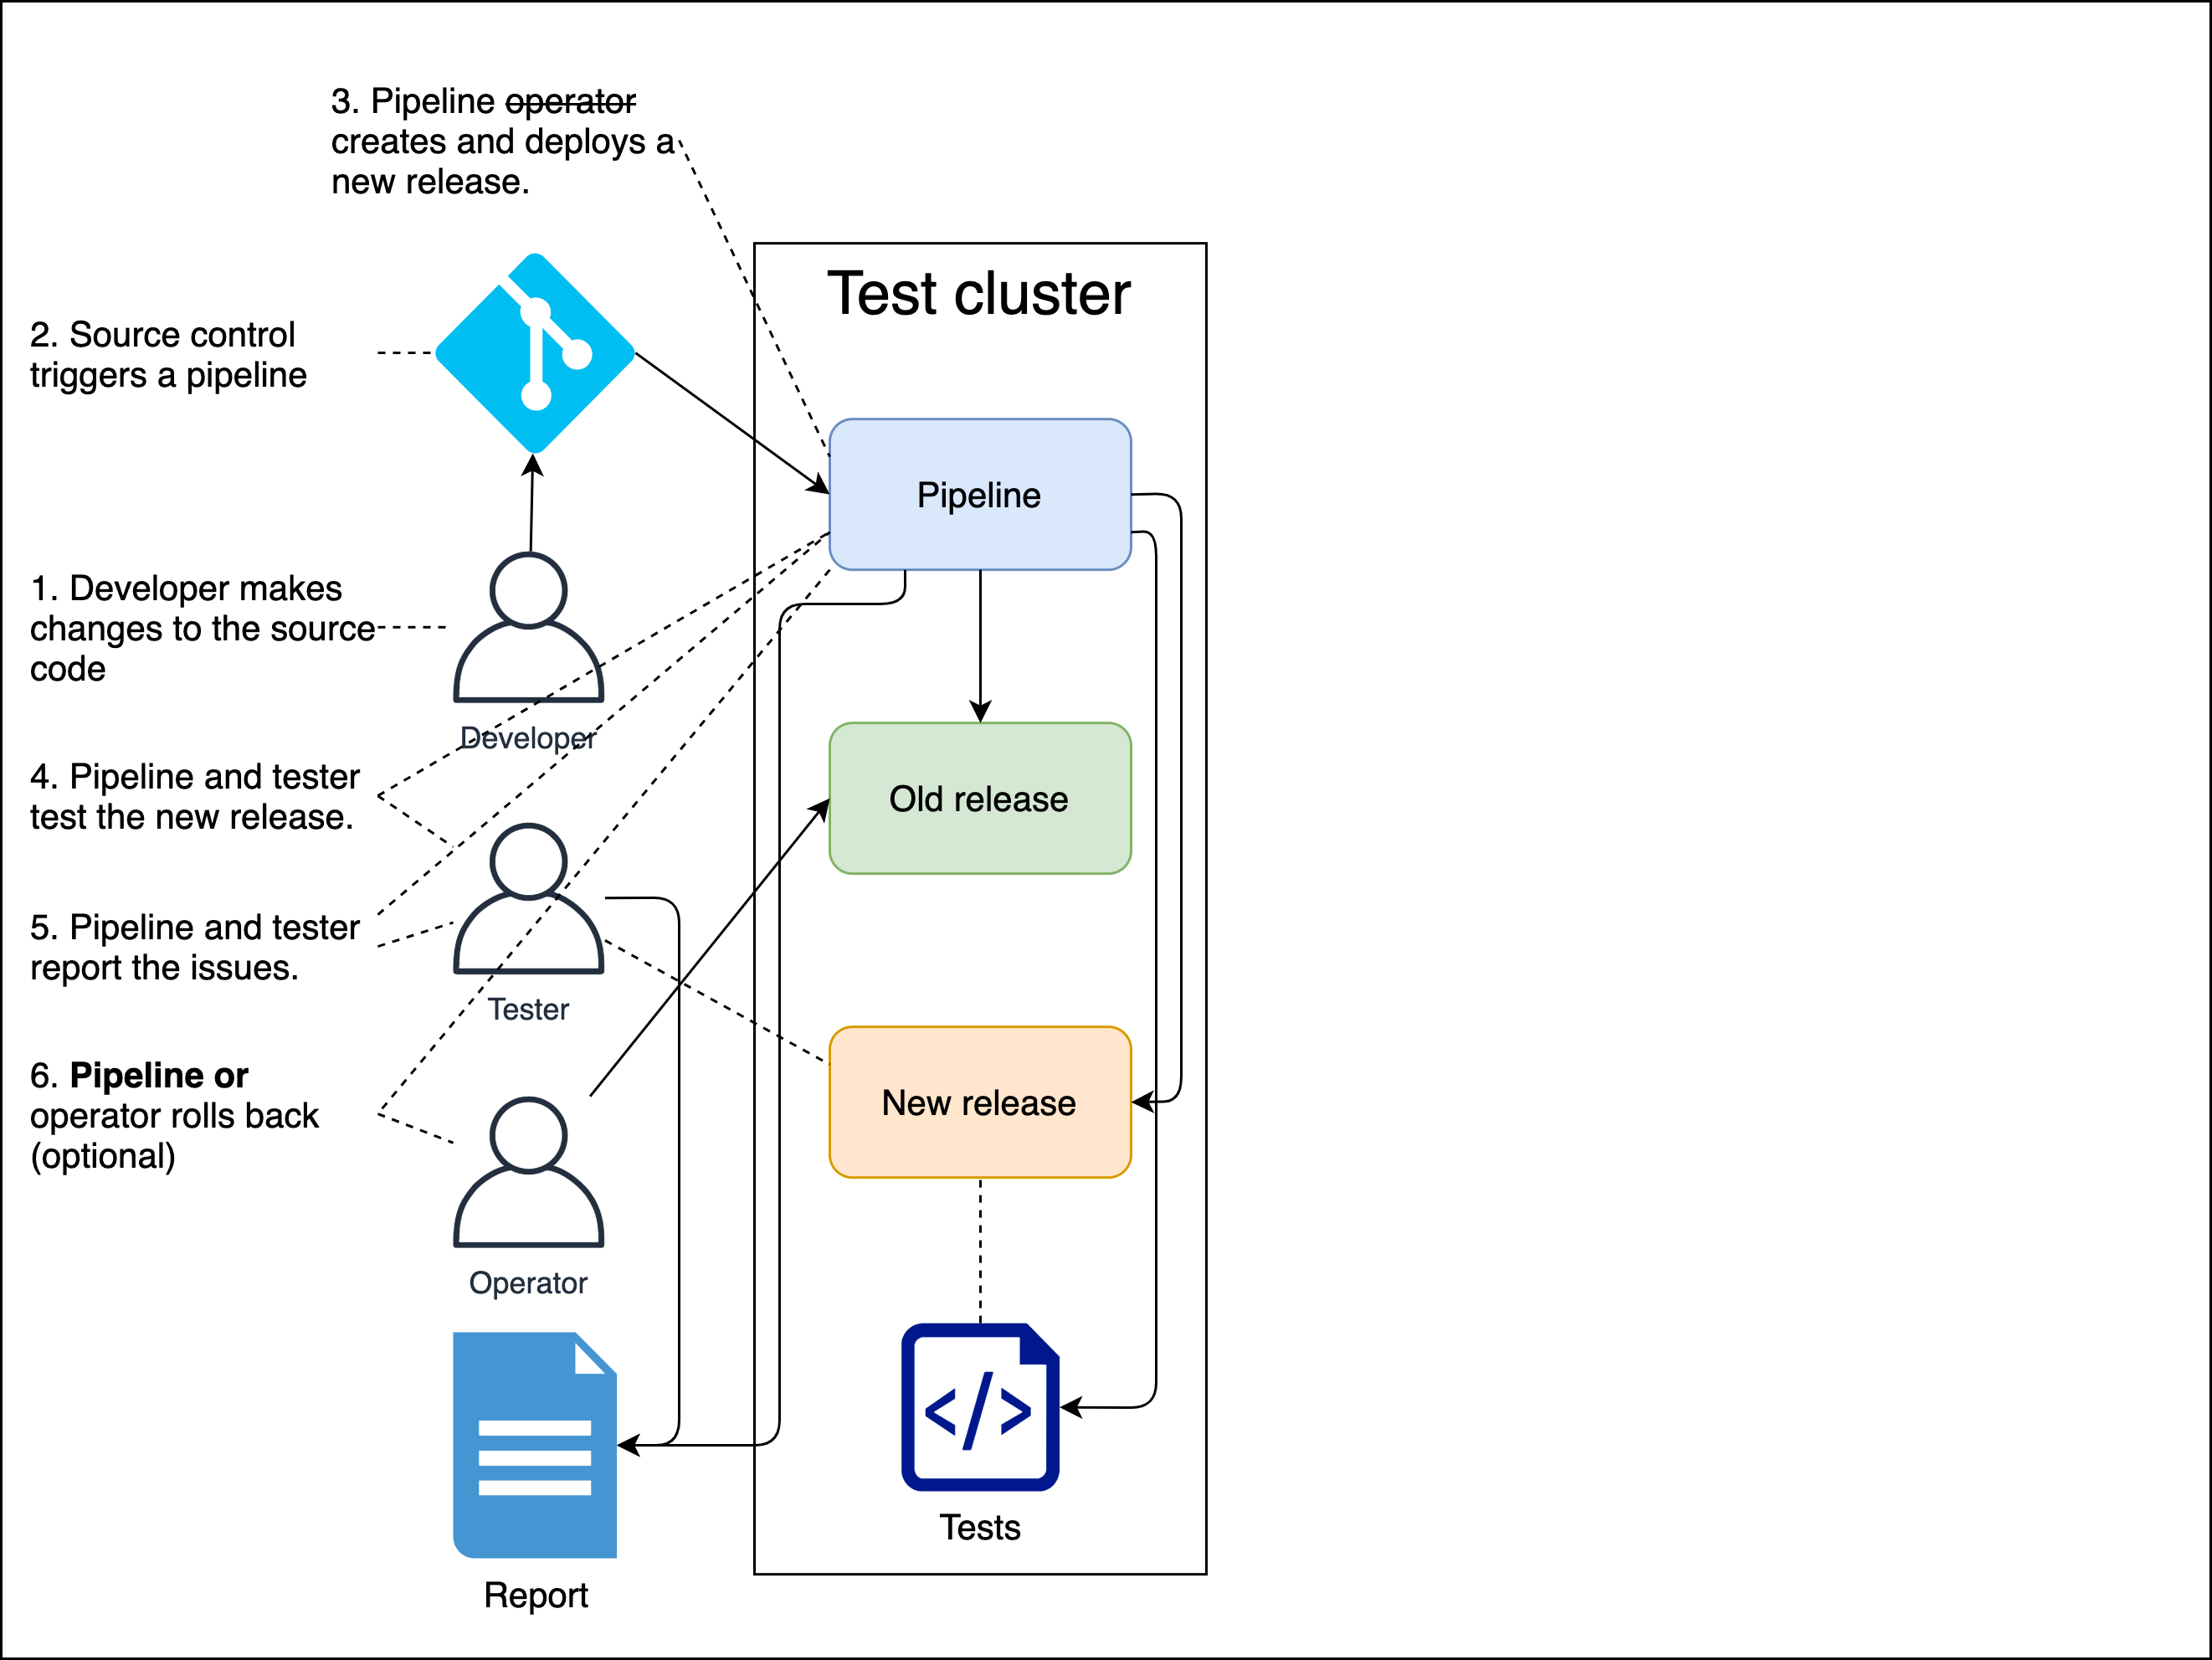 3. Pipeline operator
creates and deploys a
new release.
Test cluster
2. Source control
triggers a pipeline
Pipeline
1. Developer makes
changes to the source
code
Developer
4. Pipeline and tester
test the new release.
Old release
5. Pipeline and tester
report the issues.
Tester
6. Pipeline or
operator rolls back
(optional)
New release
Operator
</>
Tests
Report